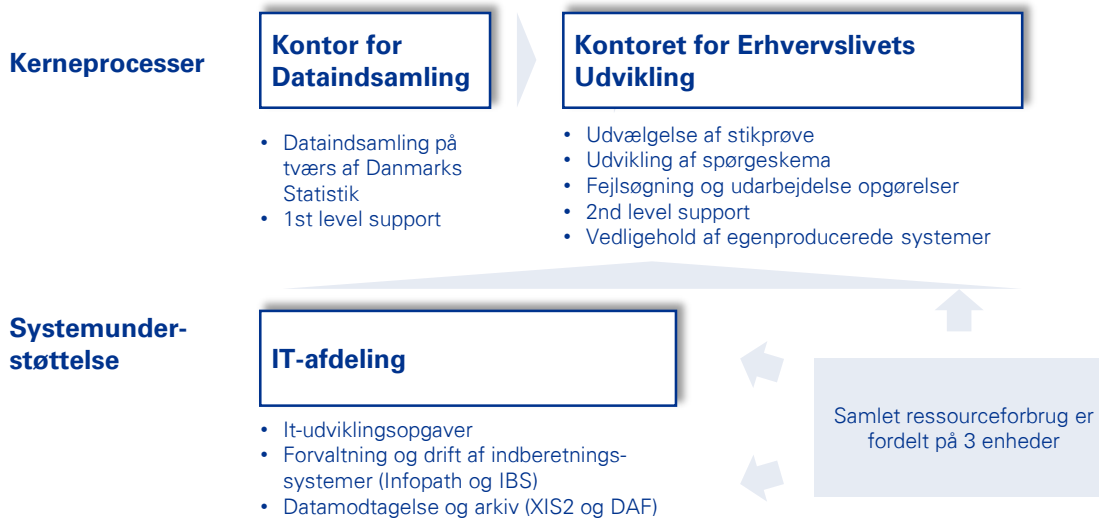 Kerneprocesser
Kontor for
Dataindsamling
Kontoret for Erhvervslivets
Udvikling
• Dataindsamling på
tværs af Danmarks
Statistik
• 1st level support
• Udvælgelse af stikprøve
• Udvikling af spørgeskema
• Fejlsøgning og udarbejdelse opgørelser
• 2nd level support
• Vedligehold af egenproducerede systemer
Systemunder-
støttelse
IT-afdeling
• It-udviklingsopgaver
• Forvaltning og drift af indberetnings-
systemer (Infopath og IBS)
• Datamodtagelse og arkiv (XIS2 og DAF)
Samlet ressourceforbrug er
fordelt på 3 enheder